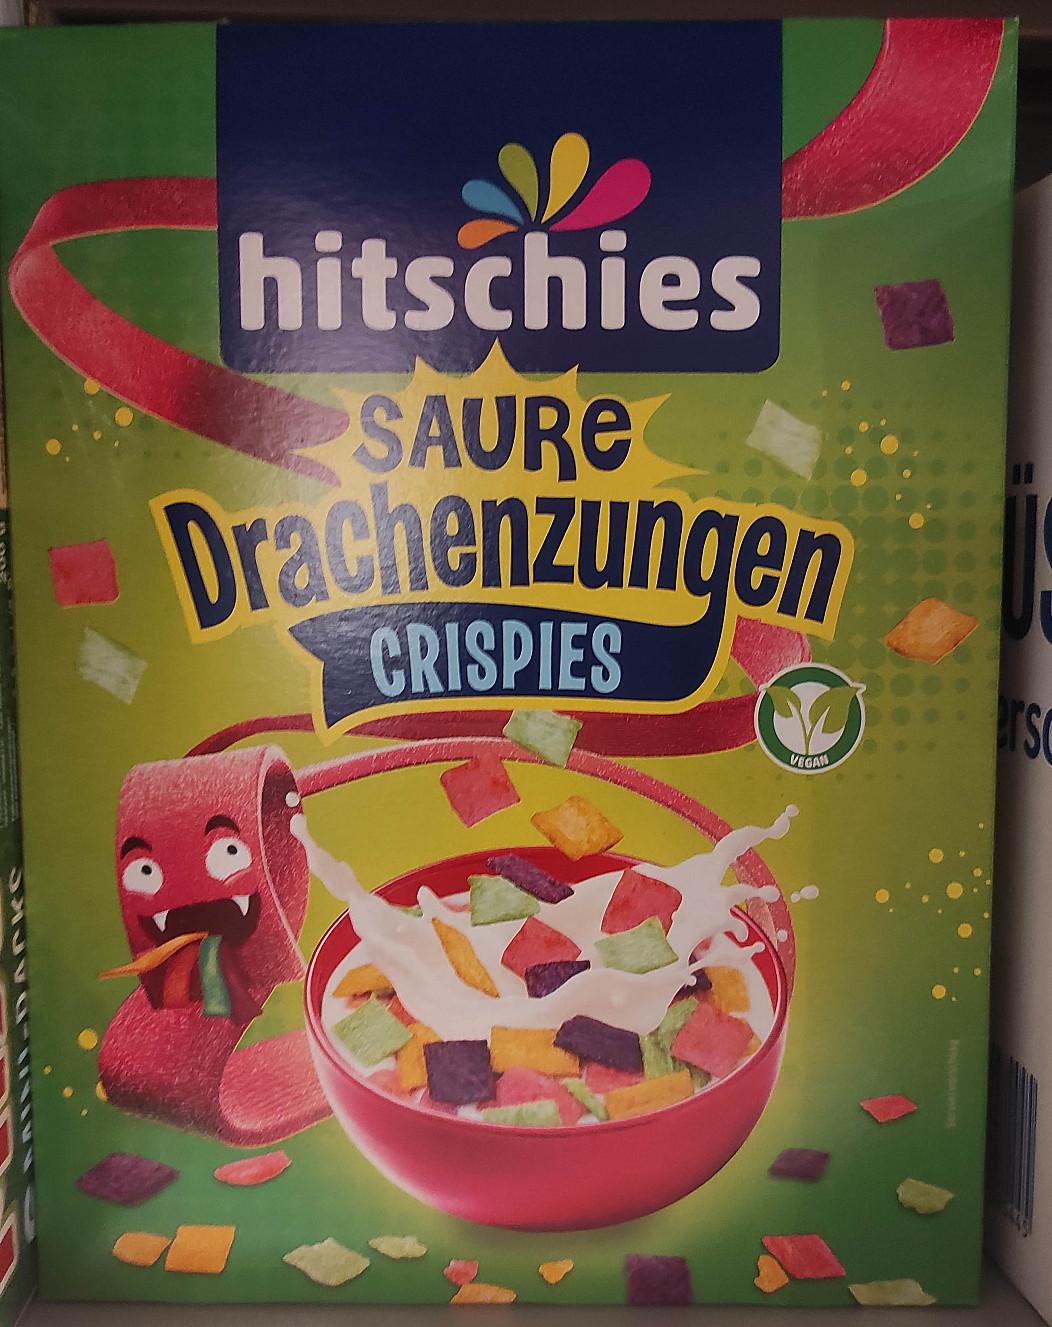 hitschies
SAURe
Drachenzungen
CRISPIES
VEGAN